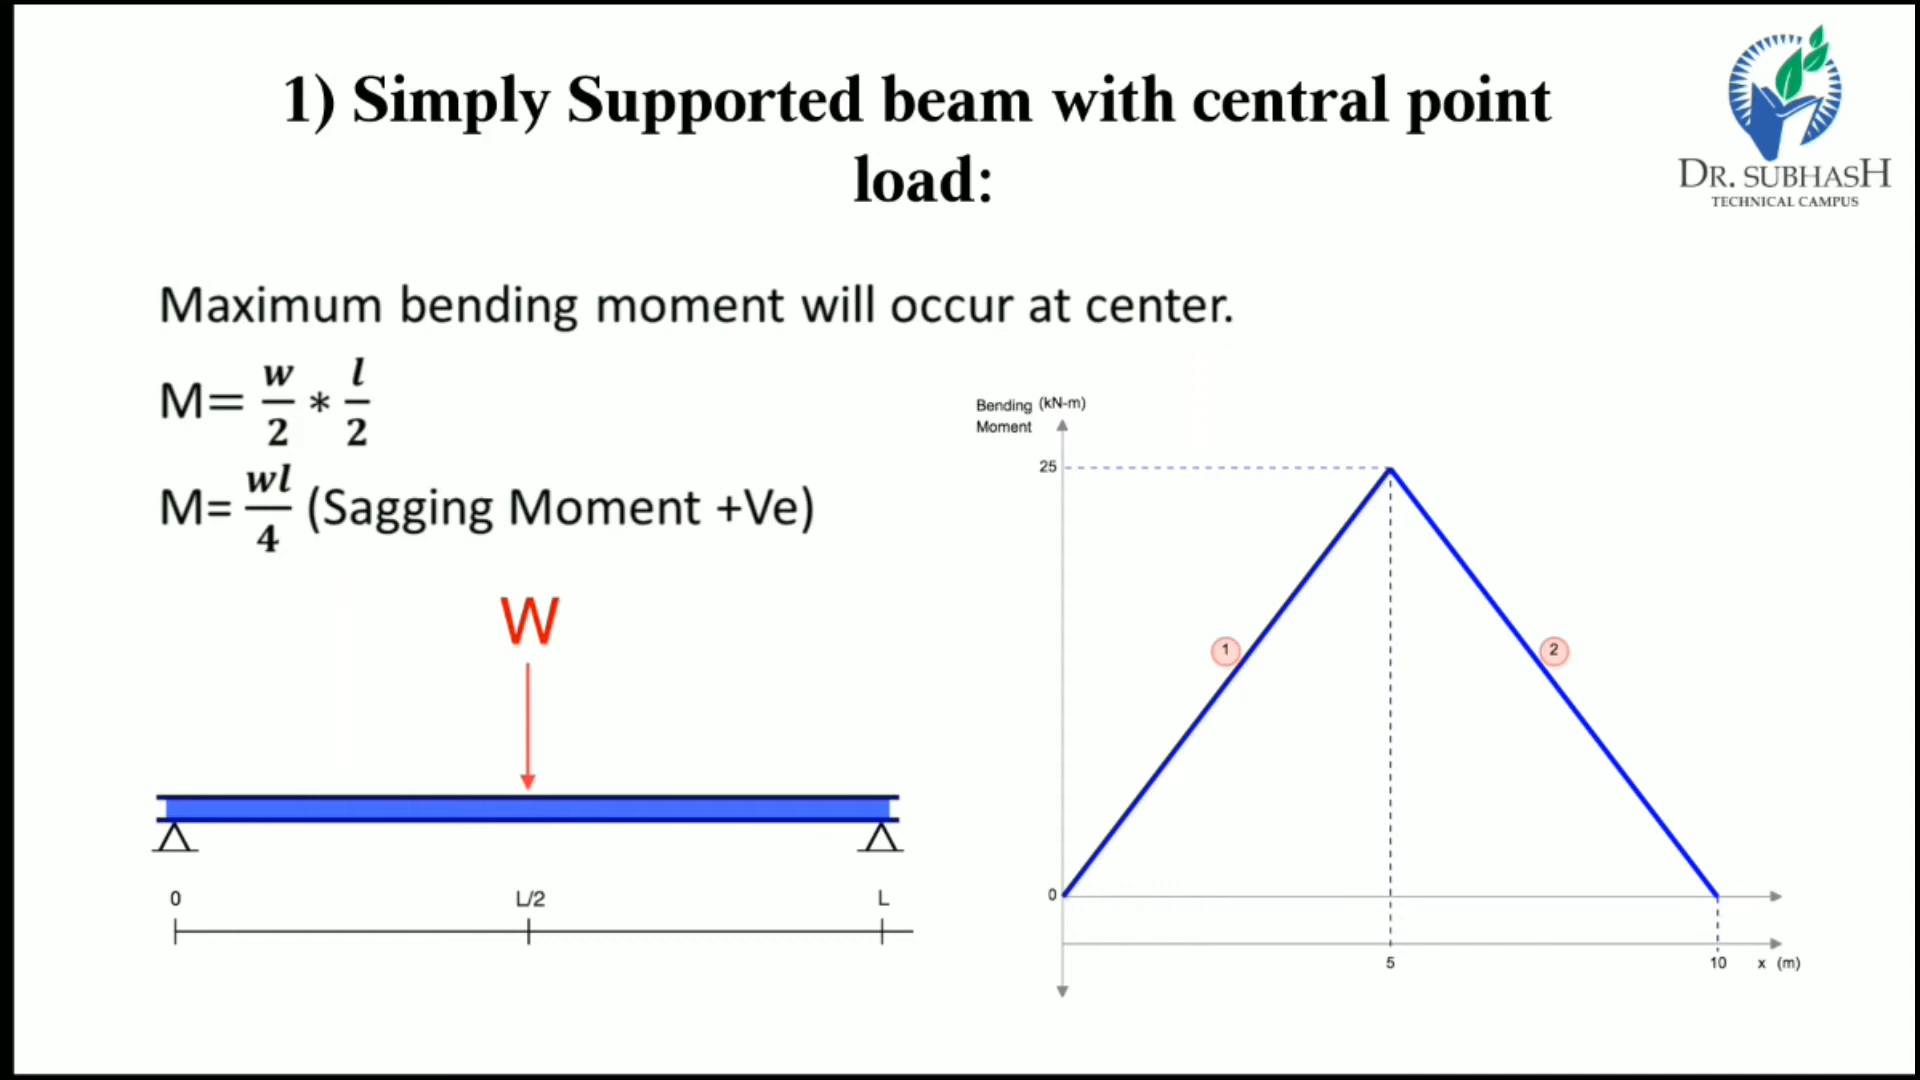 1) Simply Supported beam with central point
load:
DR. SUBHASH
TECHNICAL CAMPUS
Maximum bending moment will occur at center.
M= w/2 * l/2
M= wl/4 (Sagging Moment +Ve)
W
0 L/2 L
Bending (kN-m)
Moment
25
1 2
0
5 10 x (m)